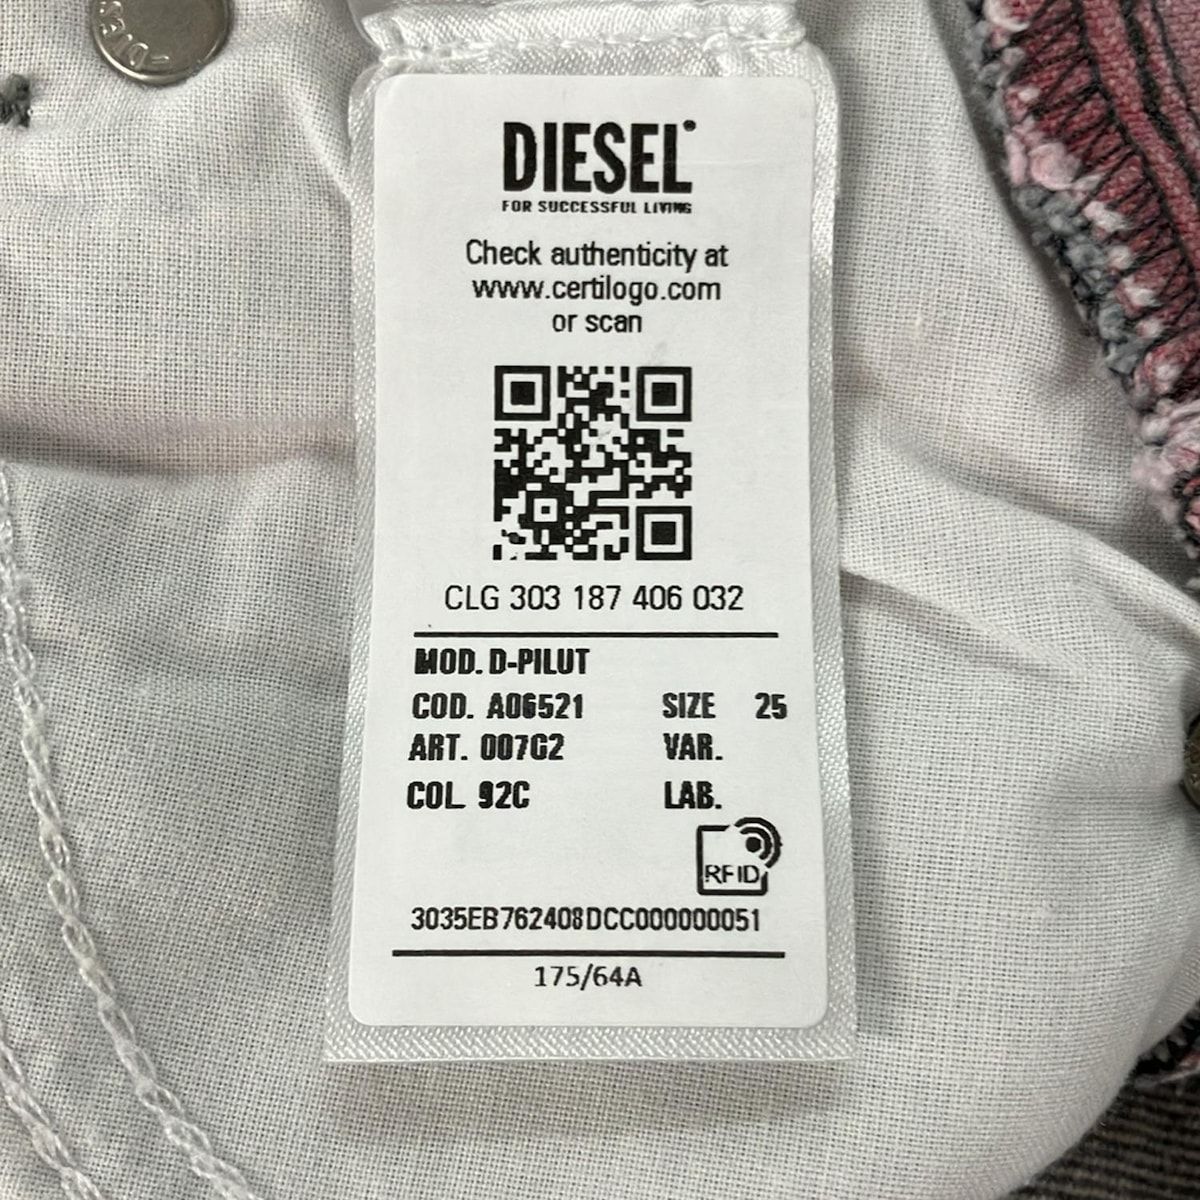 DIESEL
DIESEL
FOR SUCCESSFUL LIVING
Check authenticity at
www.certilogo.com
or scan
CLG 303 187 406 032
MOD. D-PILUT
COD. A06521 SIZE 25
ART. 007G2 VAR.
COL 92C LAB.
RFID
3035EB762408DCC000000051
175/64A